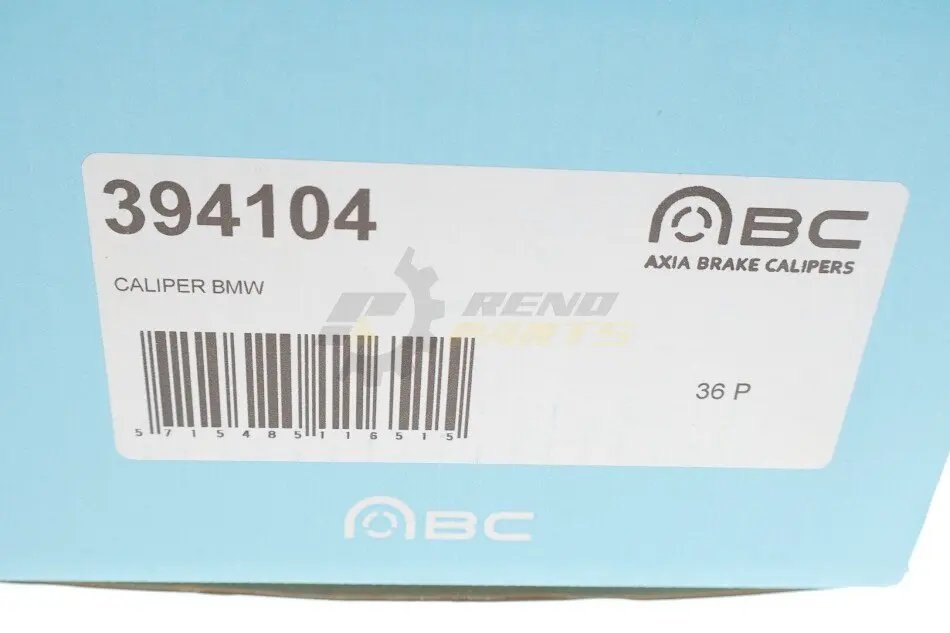 394104
ABC
AXIA BRAKE CALIPERS
CALIPER BMW
RENO
PARTS
36 P
5715485116515
ABC